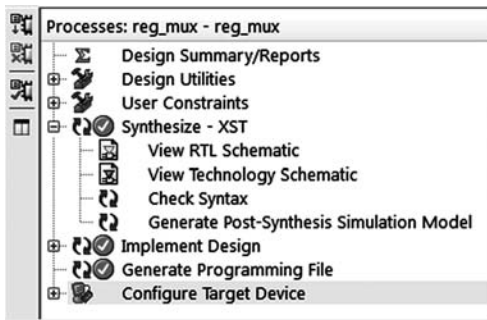 Processes: reg_mux - reg_mux
Design Summary/Reports
Design Utilities
User Constraints
Synthesize - XST
View RTL Schematic
View Technology Schematic
Check Syntax
Generate Post-Synthesis Simulation Model
Implement Design
Generate Programming File
Configure Target Device